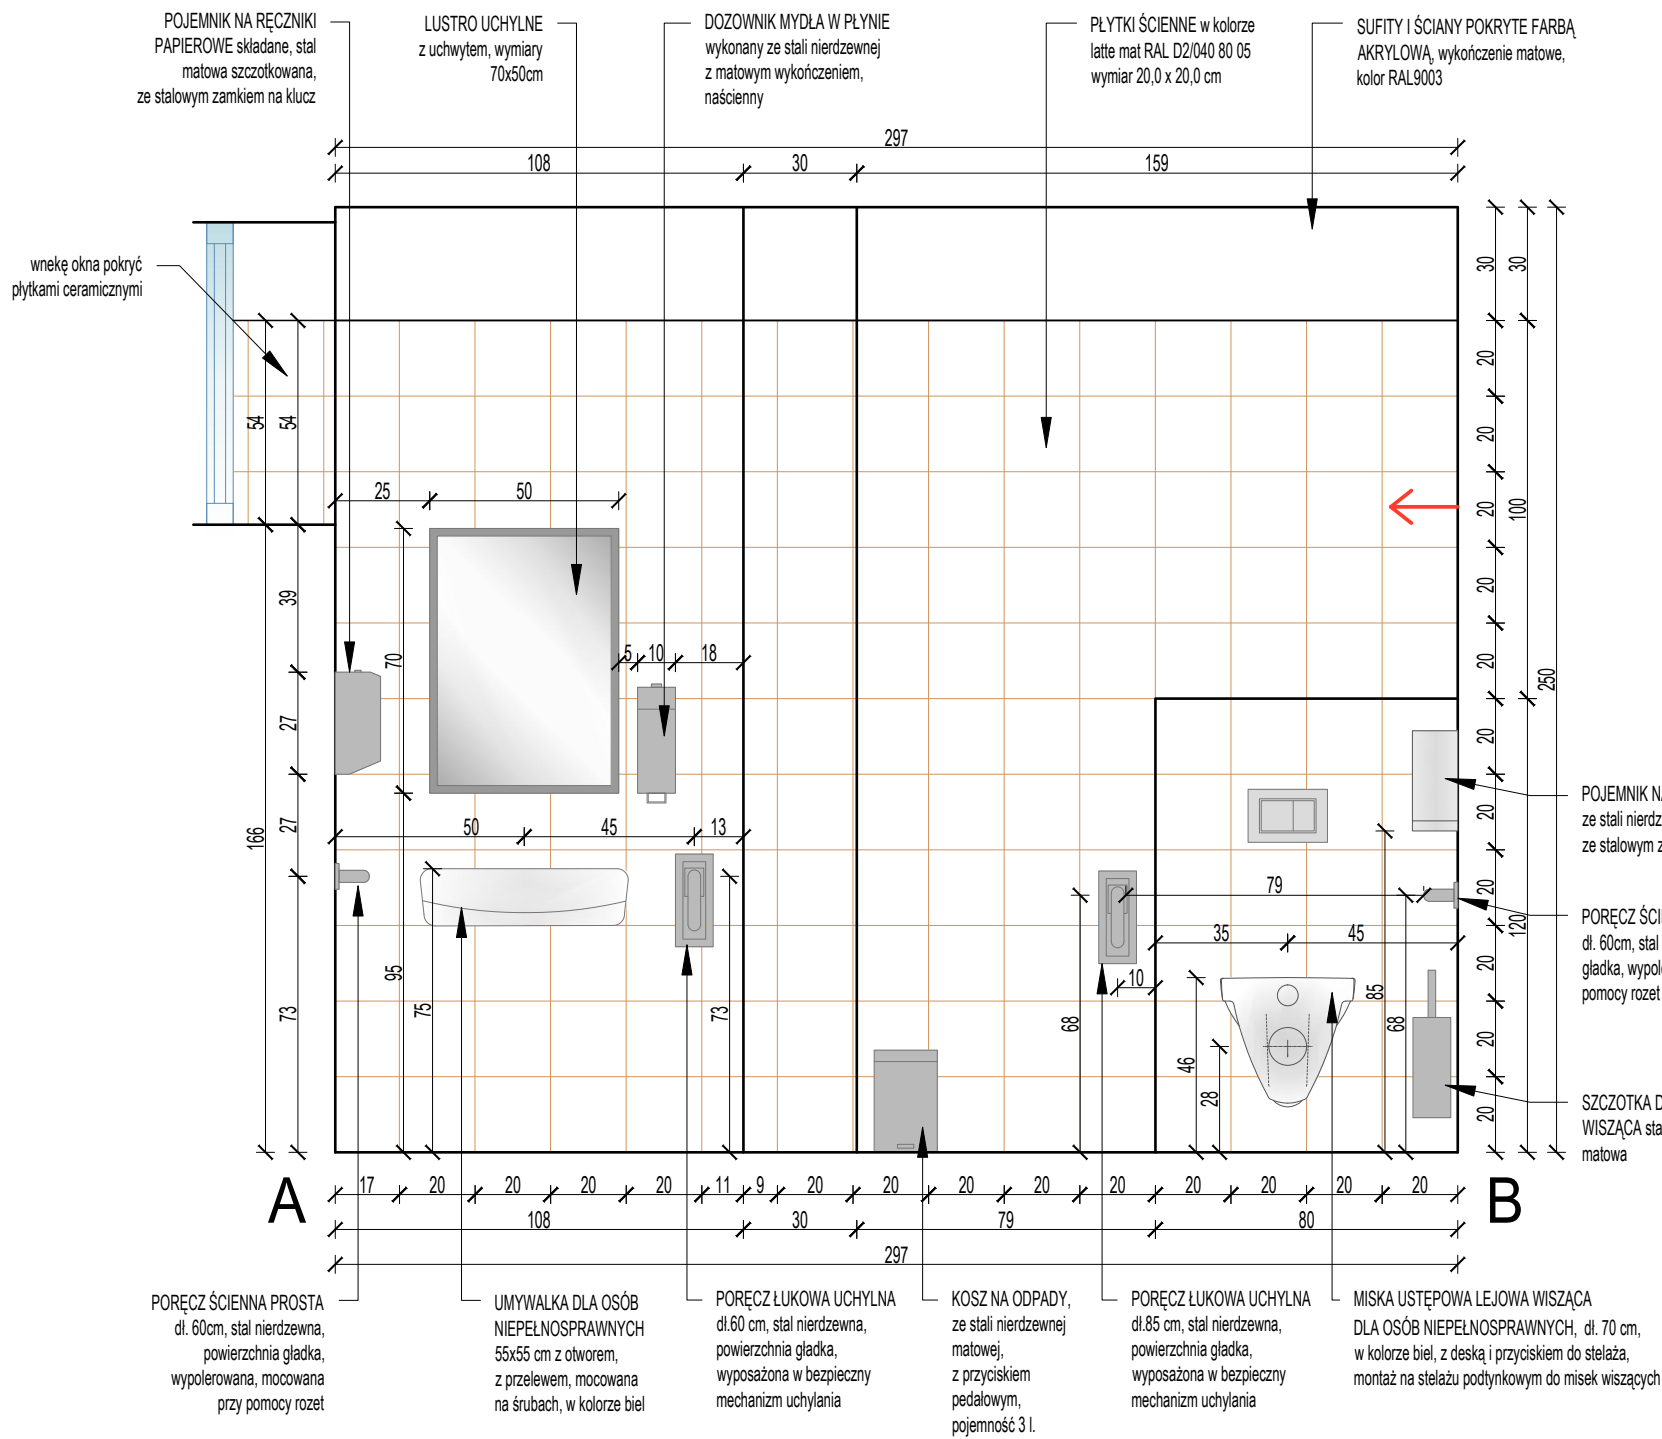 POJEMNIK NA RĘCZNIKI
PAPIEROWE składane, stal
matowa szczotkowana,
ze stalowym zamkiem na klucz
LUSTRO UCHYLNE
z uchwytem, wymiary
70x50cm
DOZOWNIK MYDŁA W PŁYNIE
wykonany ze stali nierdzewnej
z matowym wykończeniem,
naścienny
PŁYTKI ŚCIENNE w kolorze
latte mat RAL D2/040 80 05
wymiar 20,0 x 20,0 cm
SUFITY I ŚCIANY POKRYTE FARBĄ
AKRYLOWĄ, wykończenie matowe,
kolor RAL9003
297
108 30 159
wnekę okna pokryć
płytkami ceramicznymi
54 54
39
27
27
166
73
25 50
70
5 10 18
50 45 13
95
75
73
30 30
20
20
20
20
20
100
250
20
20
20
20
20
20
120
79
35 45
10
68
46
28
85
68
POJEMNIK NA
ze stali nierdz
ze stalowym z
PORĘCZ ŚCI
dł. 60cm, stal
gładka, wypol
pomocy rozet
SZCZOTKA D
WISZĄCA sta
matowa
A
B
17 20 20 20 20 11 9 20 20 20 20 20 20 20 20 20
108 30 79 80
297
PORĘCZ ŚCIENNA PROSTA
dł. 60cm, stal nierdzewna,
powierzchnia gładka,
wypolerowana, mocowana
przy pomocy rozet
UMYWALKA DLA OSÓB
NIEPEŁNOSPRAWNYCH
55x55 cm z otworem,
z przelewem, mocowana
na śrubach, w kolorze biel
PORĘCZ ŁUKOWA UCHYLNA
dł.60 cm, stal nierdzewna,
powierzchnia gładka,
wyposażona w bezpieczny
mechanizm uchylania
KOSZ NA ODPADY,
ze stali nierdzewnej
matowej,
z przyciskiem
pedałowym,
pojemność 3 l.
PORĘCZ ŁUKOWA UCHYLNA
dł.85 cm, stal nierdzewna,
powierzchnia gładka,
wyposażona w bezpieczny
mechanizm uchylania
MISKA USTĘPOWA LEJOWA WISZĄCA
DLA OSÓB NIEPEŁNOSPRAWNYCH, dł. 70 cm,
w kolorze biel, z deską i przyciskiem do stelaża,
montaż na stelażu podtynkowym do misek wiszących